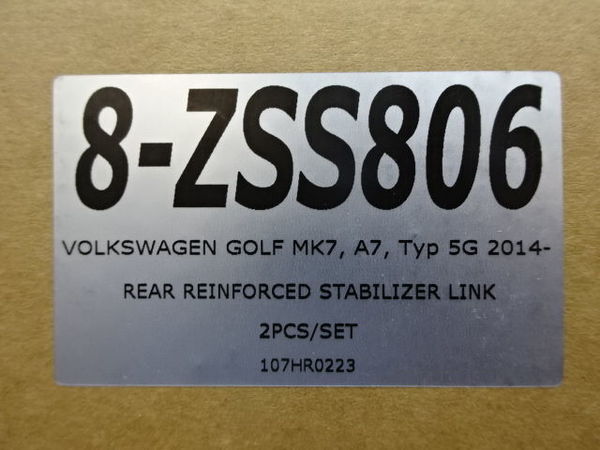 8-ZSS806
VOLKSWAGEN GOLF MK7, A7, Typ 5G 2014-
REAR REINFORCED STABILIZER LINK
2PCS/SET
107HR0223